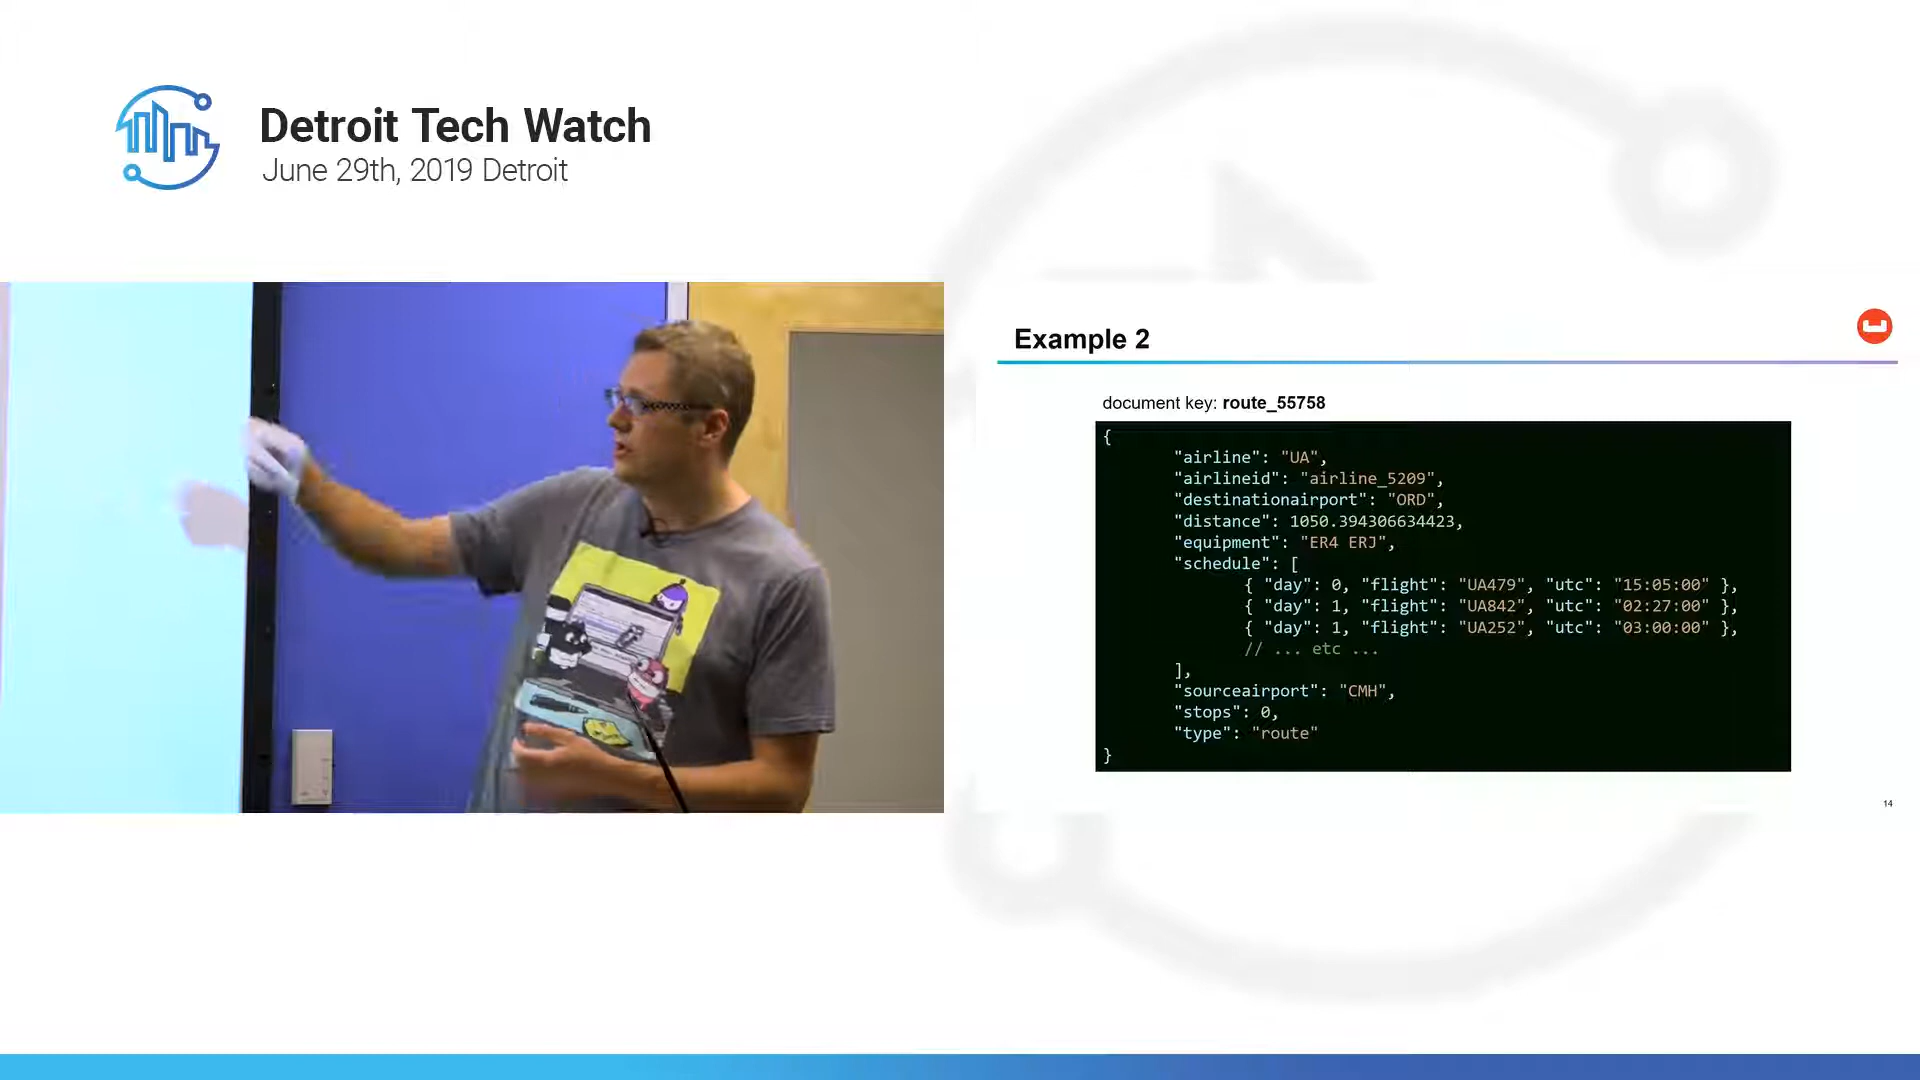 Detroit Tech Watch
June 29th, 2019 Detroit
Example 2
document key: route_55758
{
"airline": "UA",
"airlineid": "airline_5209",
"destinationairport": "ORD",
"distance": 1050.394306634423,
"equipment": "ER4 ERJ",
"schedule": [
{ "day": 0, "flight": "UA479", "utc": "15:05:00" },
{ "day": 1, "flight": "UA842", "utc": "02:27:00" },
{ "day": 1, "flight": "UA252", "utc": "03:00:00" },
// ... etc ...
],
"sourceairport": "CMH",
"stops": 0,
"type": "route"
}
14